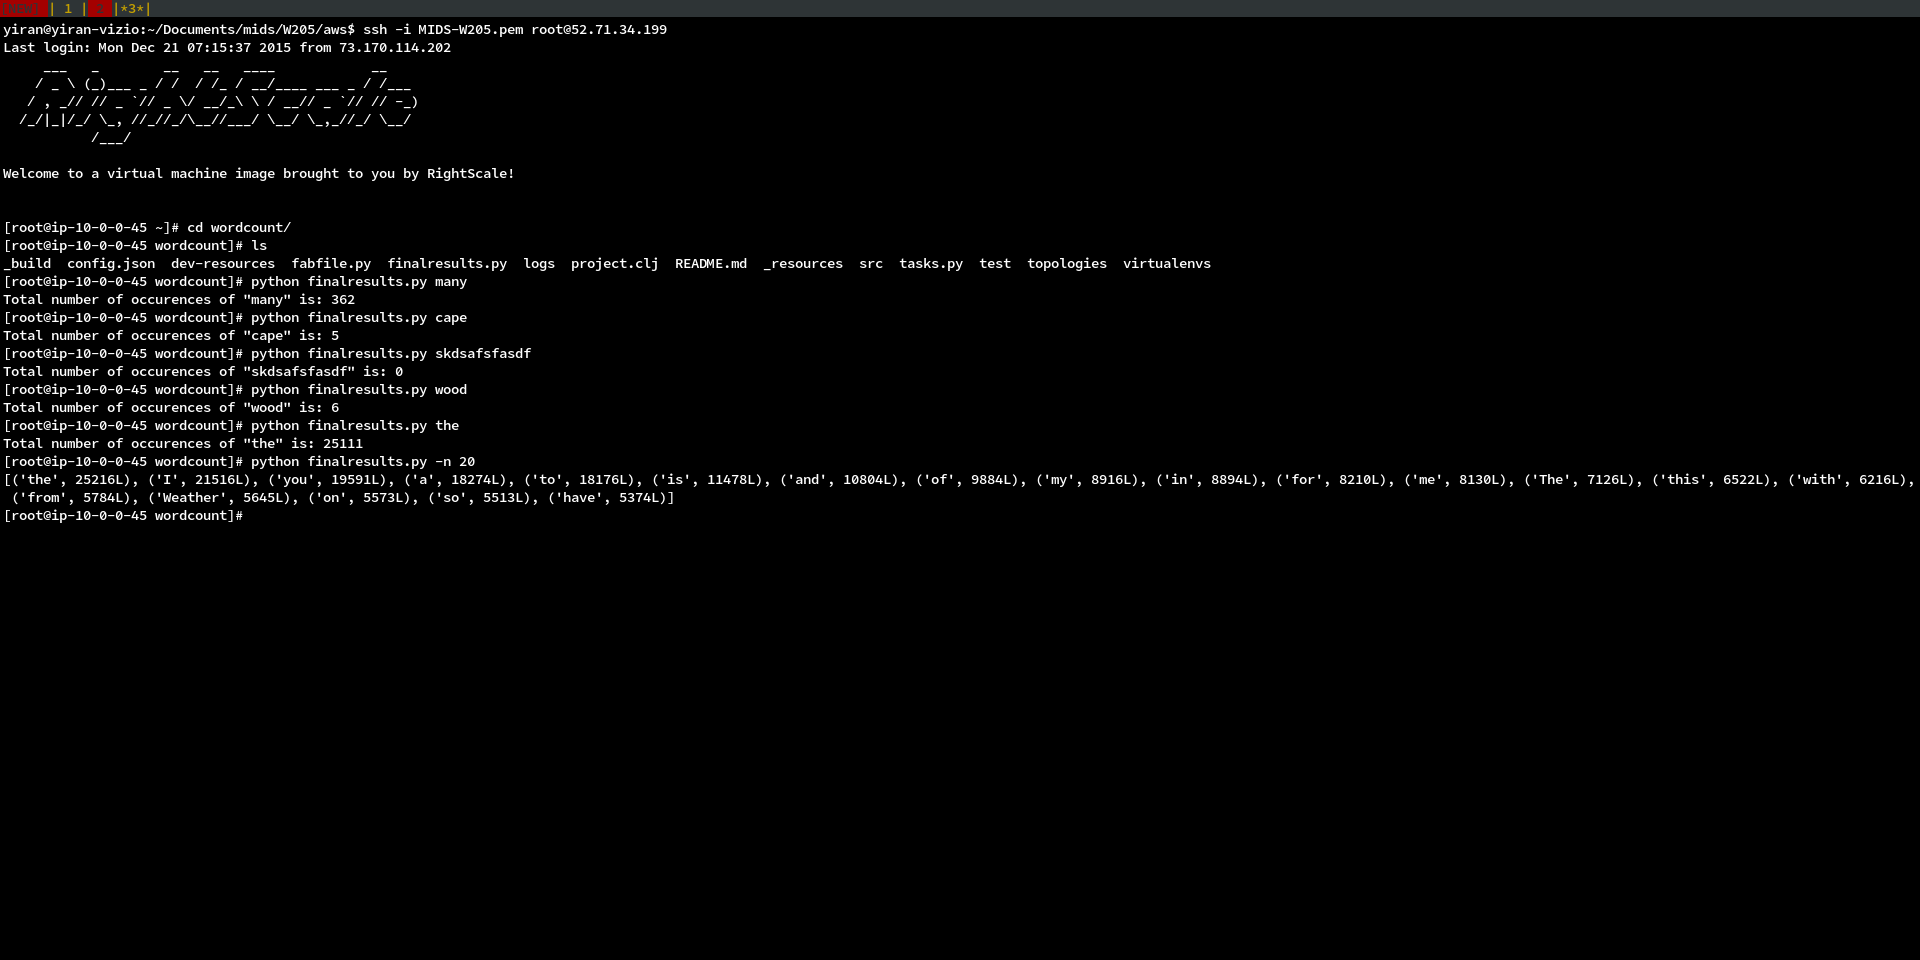 [NEW] | 1 | 2 |*3*|
yiran@yiran-vizio:~/Documents/mids/W205/aws$ ssh -i MIDS-W205.pem root@52.71.34.199
Last login: Mon Dec 21 07:15:37 2015 from 73.170.114.202
RightScale
Welcome to a virtual machine image brought to you by RightScale!
[root@ip-10-0-0-45 ~]# cd wordcount/
[root@ip-10-0-0-45 wordcount]# ls
_build  config.json  dev-resources  fabfile.py  finalresults.py  logs  project.clj  README.md  _resources  src  tasks.py  test  topologies  virtualenvs
[root@ip-10-0-0-45 wordcount]# python finalresults.py many
Total number of occurences of "many" is: 362
[root@ip-10-0-0-45 wordcount]# python finalresults.py cape
Total number of occurences of "cape" is: 5
[root@ip-10-0-0-45 wordcount]# python finalresults.py skdsafsfasdf
Total number of occurences of "skdsafsfasdf" is: 0
[root@ip-10-0-0-45 wordcount]# python finalresults.py wood
Total number of occurences of "wood" is: 6
[root@ip-10-0-0-45 wordcount]# python finalresults.py the
Total number of occurences of "the" is: 25111
[root@ip-10-0-0-45 wordcount]# python finalresults.py -n 20
[('the', 25216L), ('I', 21516L), ('you', 19591L), ('a', 18274L), ('to', 18176L), ('is', 11478L), ('and', 10804L), ('of', 9884L), ('my', 8916L), ('in', 8894L), ('for', 8210L), ('me', 8130L), ('The', 7126L), ('this', 6522L), ('with', 6216L),
('from', 5784L), ('Weather', 5645L), ('on', 5573L), ('so', 5513L), ('have', 5374L)]
[root@ip-10-0-0-45 wordcount]#